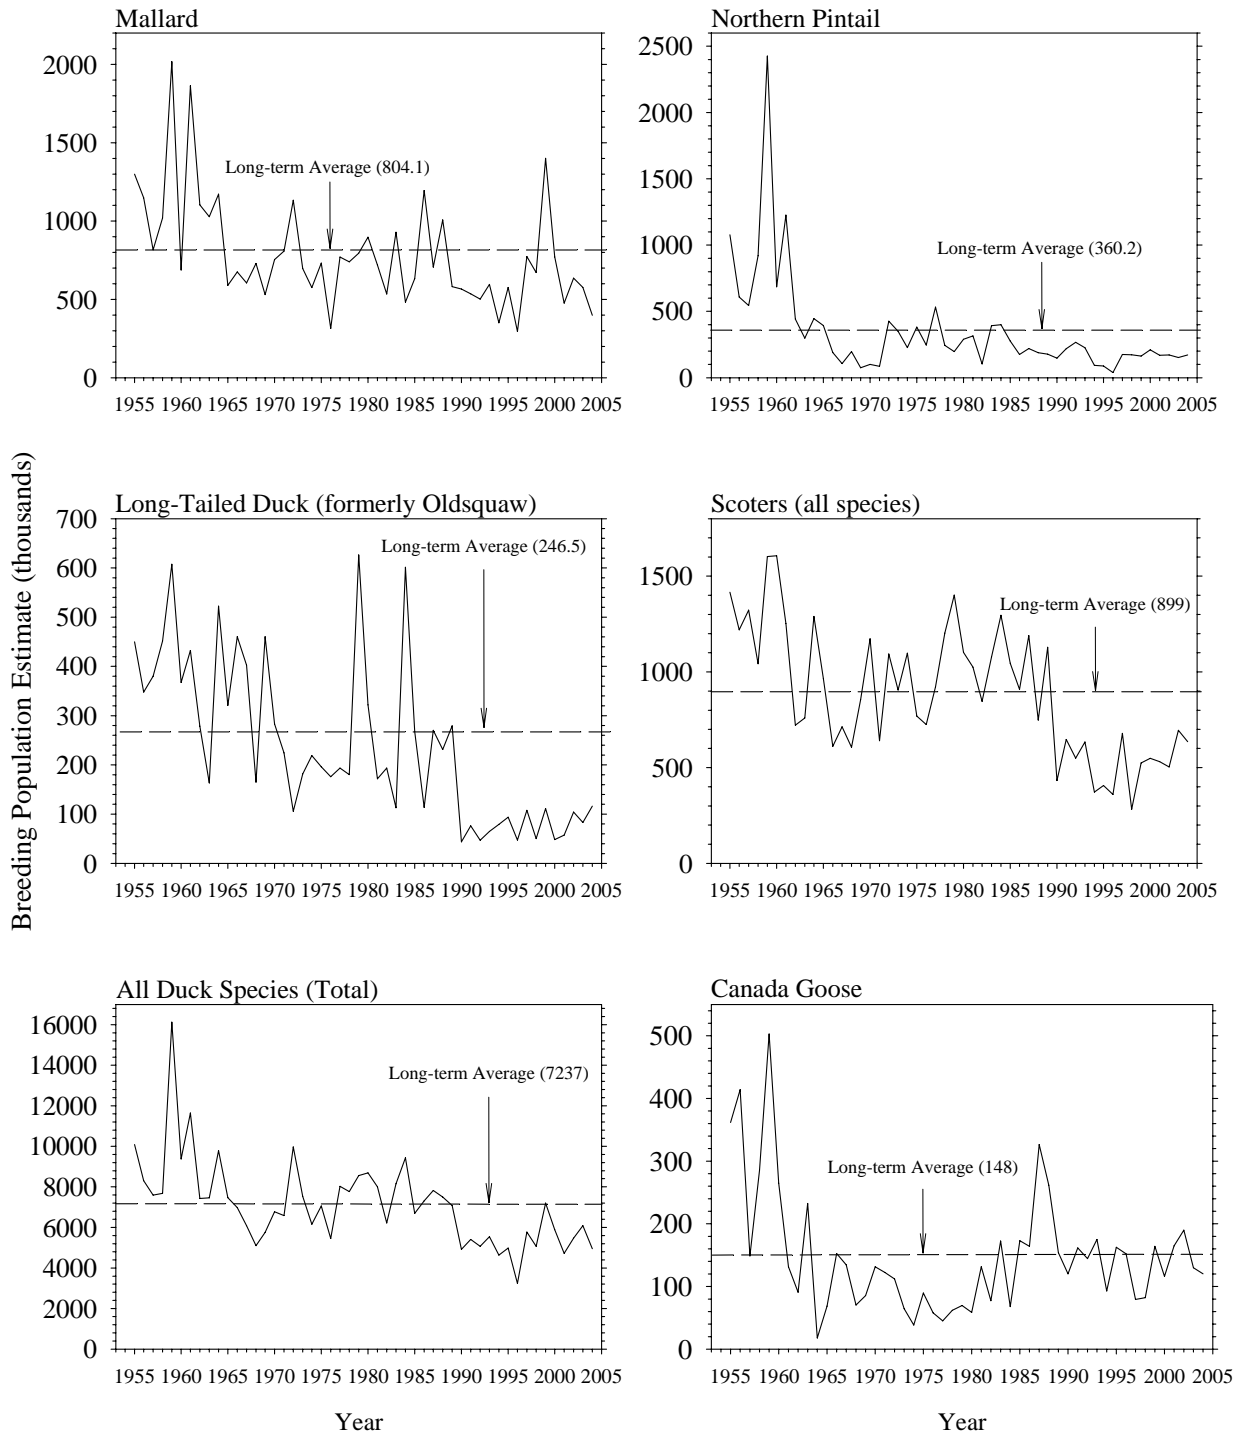 Mallard
2000
1500
1000
500
0
Long-term Average (804.1)
1955 1960 1965 1970 1975 1980 1985 1990 1995 2000 2005
Northern Pintail
2500
2000
1500
1000
500
0
Long-term Average (360.2)
1955 1960 1965 1970 1975 1980 1985 1990 1995 2000 2005
Breeding Population Estimate (thousands)
Long-Tailed Duck (formerly Oldsquaw)
700
600
500
400
300
200
100
0
Long-term Average (246.5)
1955 1960 1965 1970 1975 1980 1985 1990 1995 2000 2005
Scoters (all species)
1500
1000
500
0
Long-term Average (899)
1955 1960 1965 1970 1975 1980 1985 1990 1995 2000 2005
All Duck Species (Total)
16000
14000
12000
10000
8000
6000
4000
2000
0
Long-term Average (7237)
1955 1960 1965 1970 1975 1980 1985 1990 1995 2000 2005
Year
Canada Goose
500
400
300
200
100
0
Long-term Average (148)
1955 1960 1965 1970 1975 1980 1985 1990 1995 2000 2005
Year